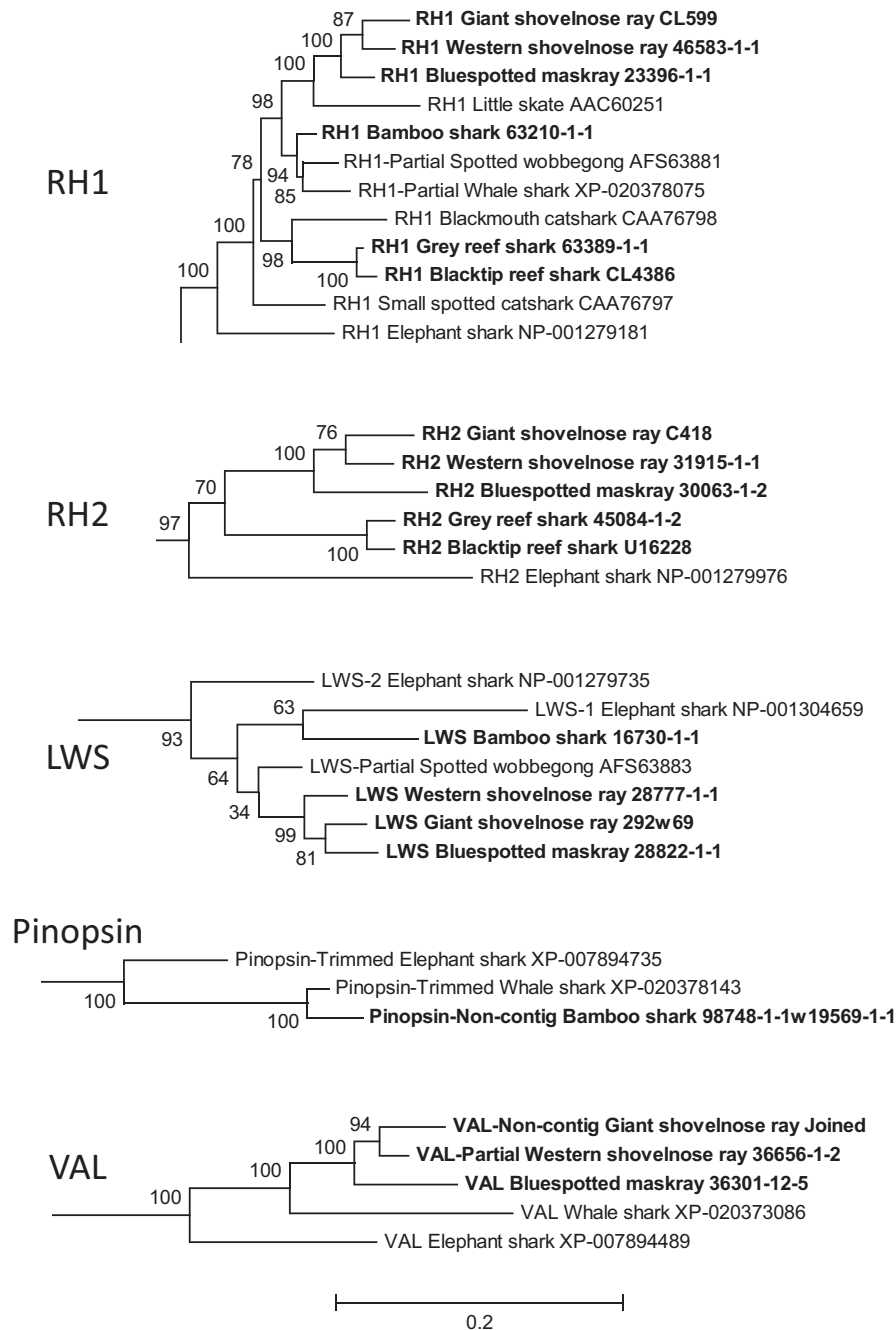 87
RH1 Giant shovelnose ray CL599
100
RH1 Western shovelnose ray 46583-1-1
100
RH1 Bluespotted maskray 23396-1-1
98
RH1 Little skate AAC60251
RH1 Bamboo shark 63210-1-1
78
RH1-Partial Spotted wobbegong AFS63881
94
RH1
85
RH1-Partial Whale shark XP-020378075
100
RH1 Blackmouth catshark CAA76798
RH1 Grey reef shark 63389-1-1
98
100
RH1 Blacktip reef shark CL4386
100
RH1 Small spotted catshark CAA76797
RH1 Elephant shark NP-001279181
76
RH2 Giant shovelnose ray C418
100
RH2 Western shovelnose ray 31915-1-1
70
RH2 Bluespotted maskray 30063-1-2
RH2
97
RH2 Grey reef shark 45084-1-2
100
RH2 Blacktip reef shark U16228
RH2 Elephant shark NP-001279976
LWS-2 Elephant shark NP-001279735
63
LWS-1 Elephant shark NP-001304659
93
LWS Bamboo shark 16730-1-1
LWS
LWS-Partial Spotted wobbegong AFS63883
64
LWS Western shovelnose ray 28777-1-1
34
LWS Giant shovelnose ray 292w69
99
81
LWS Bluespotted maskray 28822-1-1
Pinopsin
Pinopsin-Trimmed Elephant shark XP-007894735
Pinopsin-Trimmed Whale shark XP-020378143
100
100
Pinopsin-Non-contig Bamboo shark 98748-1-1w19569-1-1
94
VAL-Non-contig Giant shovelnose ray Joined
100
VAL-Partial Western shovelnose ray 36656-1-2
VAL
100
VAL Bluespotted maskray 36301-12-5
100
VAL Whale shark XP-020373086
VAL Elephant shark XP-007894489
0.2